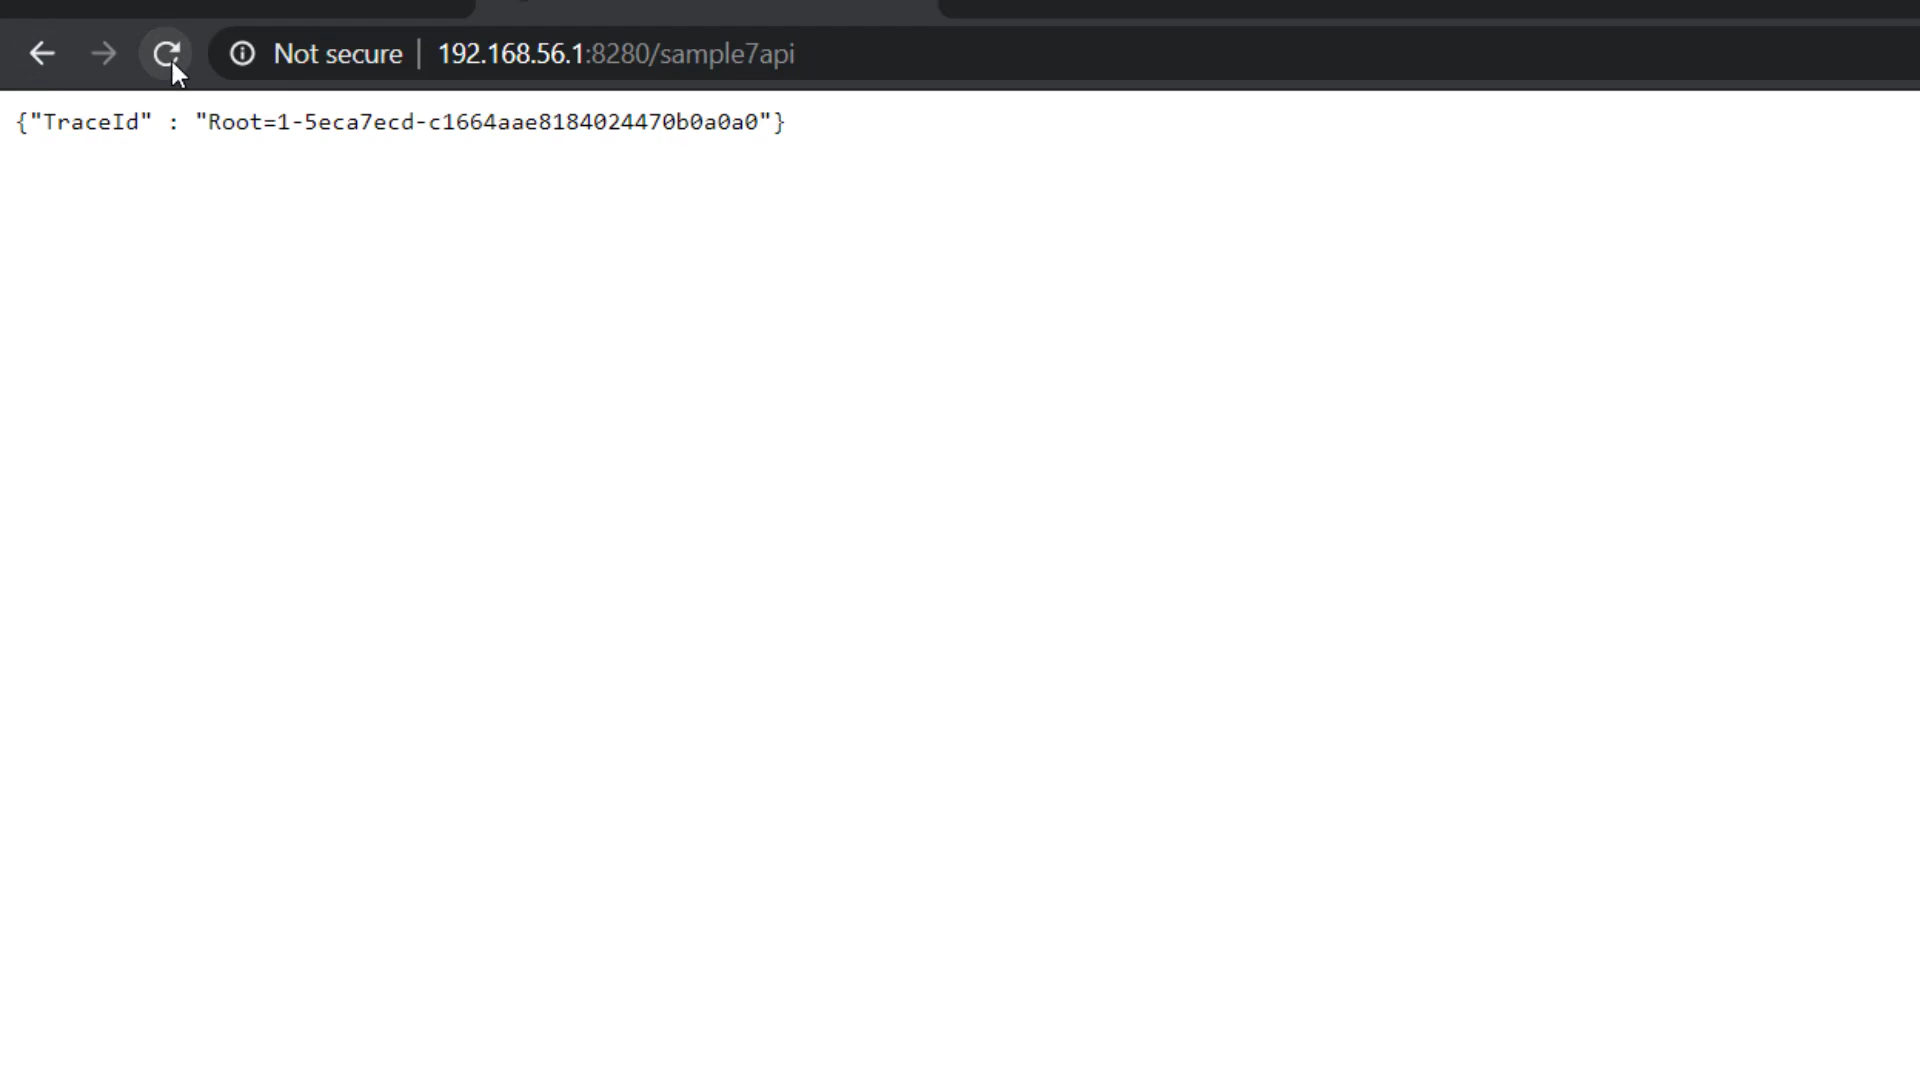 Not secure | 192.168.56.1:8280/sample7api
{"TraceId" : "Root=1-5eca7ecd-c1664aae8184024470b0a0a0"}